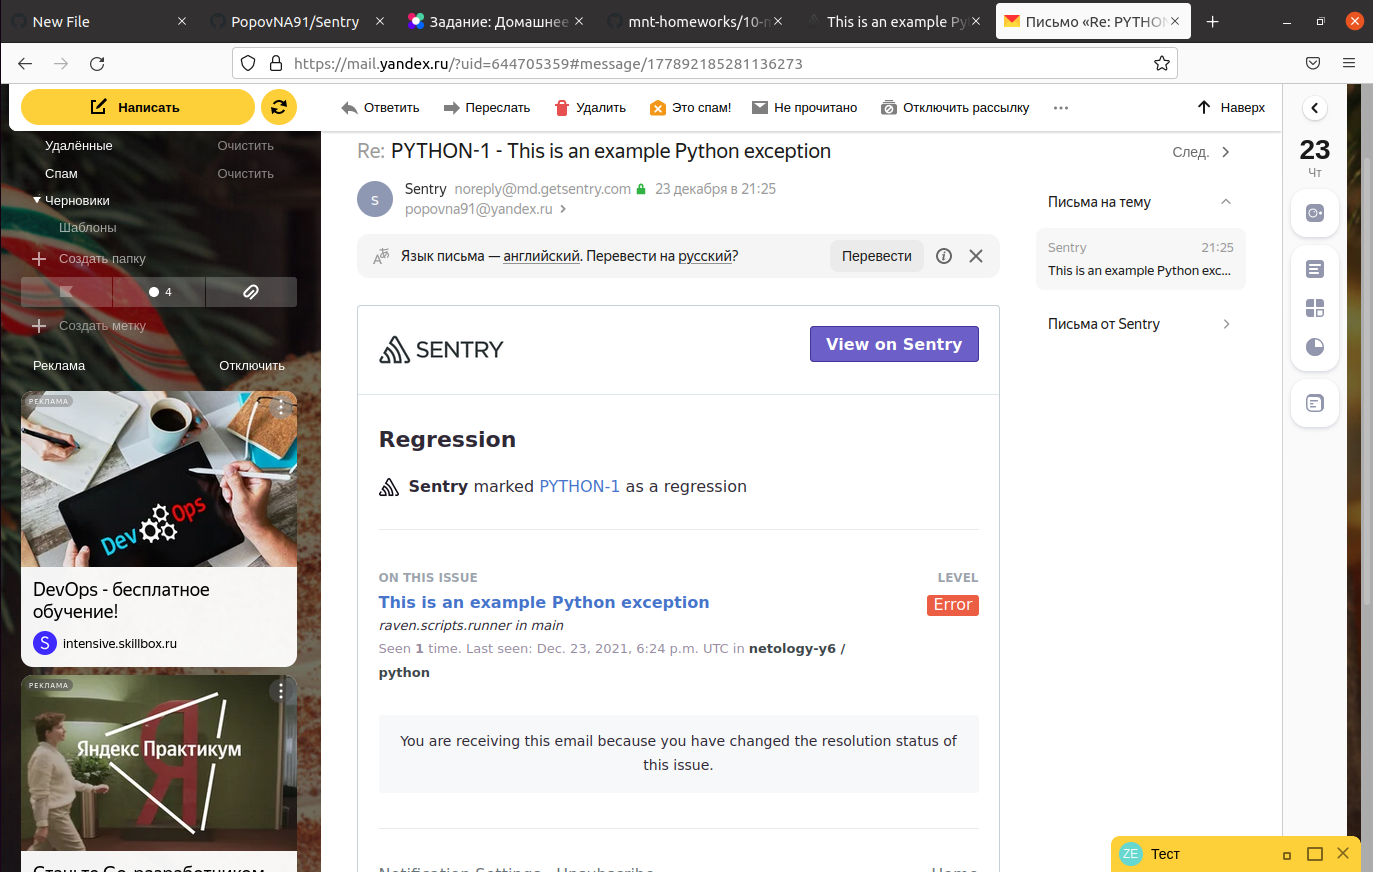 New File
PopovNA91/Sentry
Задание: Домашнее
mnt-homeworks/10-m
This is an example Py
Письмо «Re: PYTHON
https://mail.yandex.ru/?uid=644705359#message/177892185281136273
Написать
Ответить
Переслать
Удалить
Это спам!
Не прочитано
Отключить рассылку
Наверх
Удалённые Очистить
Спам Очистить
Черновики
Шаблоны
Создать папку
4
Создать метку
Реклама Отключить
РЕКЛАМА
DevOps
DevOps - бесплатное
обучение!
S intensive.skillbox.ru
РЕКЛАМА
Яндекс Практикум
Я
Re: PYTHON-1 - This is an example Python exception
След.
S
Sentry noreply@md.getsentry.com 23 декабря в 21:25
popovna91@yandex.ru
Язык письма — английский. Перевести на русский?
Перевести
SENTRY
View on Sentry
Regression
Sentry marked PYTHON-1 as a regression
ON THIS ISSUE LEVEL
This is an example Python exception Error
raven.scripts.runner in main
Seen 1 time. Last seen: Dec. 23, 2021, 6:24 p.m. UTC in netology-y6 /
python
You are receiving this email because you have changed the resolution status of
this issue.
Письма на тему
Sentry 21:25
This is an example Python exc...
Письма от Sentry
23
Чт
ZE Тест